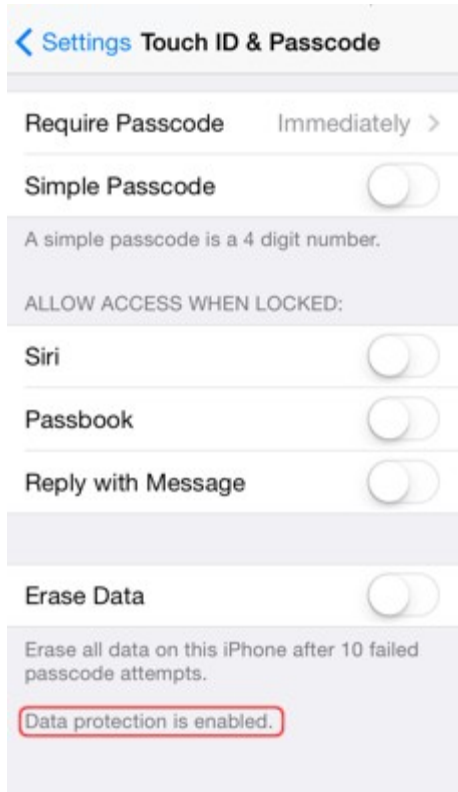 Settings Touch ID & Passcode
Require Passcode Immediately
Simple Passcode
A simple passcode is a 4 digit number.
ALLOW ACCESS WHEN LOCKED:
Siri
Passbook
Reply with Message
Erase Data
Erase all data on this iPhone after 10 failed
passcode attempts.
Data protection is enabled.